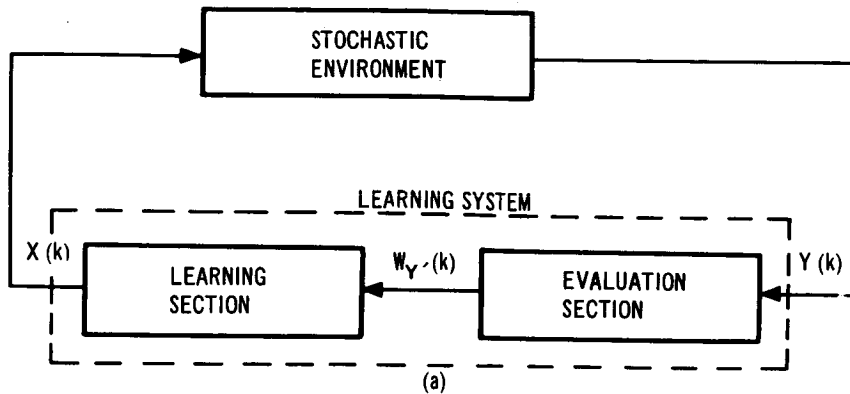 STOCHASTIC
ENVIRONMENT
LEARNING SYSTEM
X (k)
LEARNING
SECTION
W_Y´(k)
EVALUATION
SECTION
Y (k)
(a)